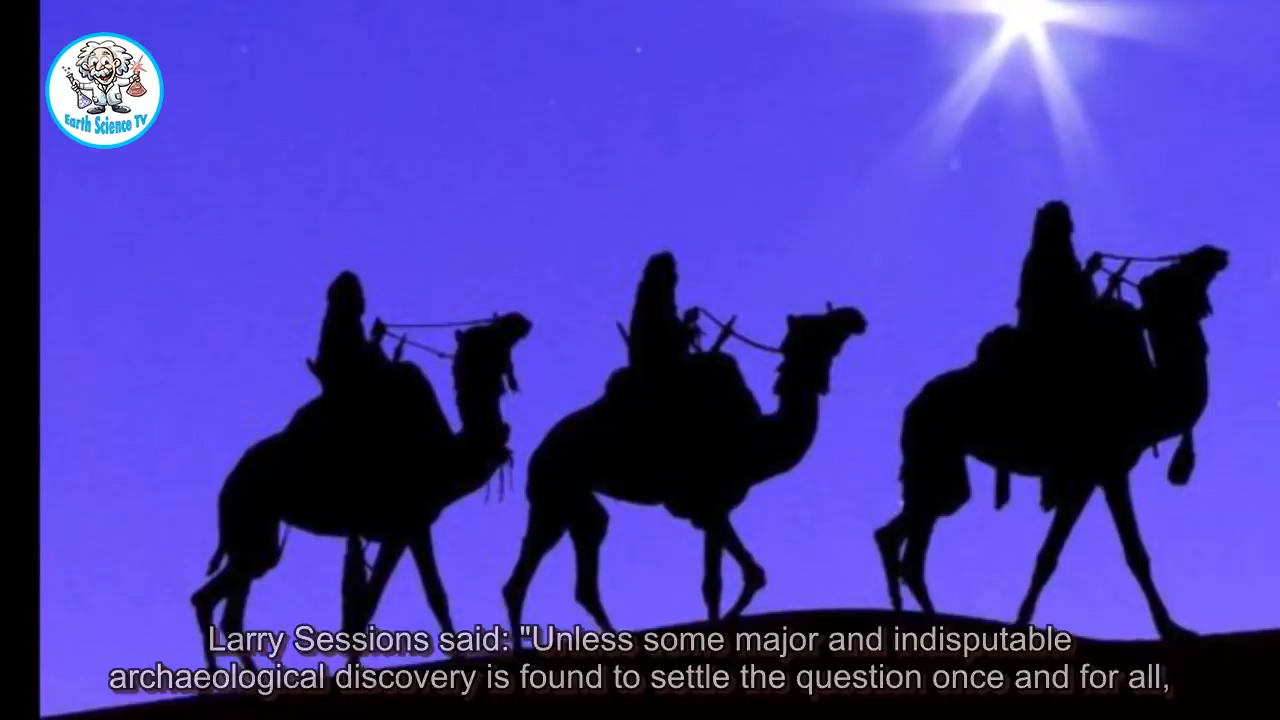 Earth Science TV
Larry Sessions said: "Unless some major and indisputable
archaeological discovery is found to settle the question once and for all,